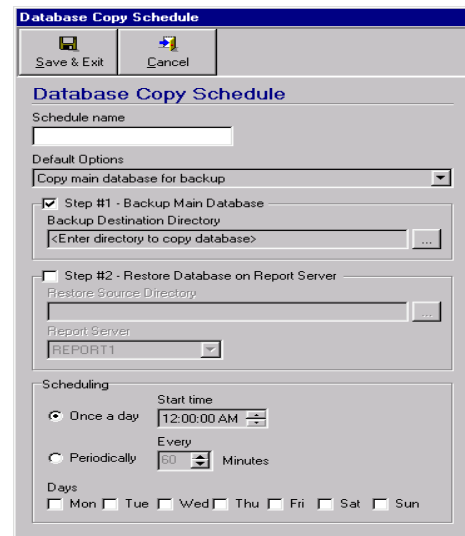 Database Copy Schedule
Save & Exit Cancel
Database Copy Schedule
Schedule name
Default Options
Copy main database for backup
Step #1 - Backup Main Database
Backup Destination Directory
<Enter directory to copy database>
...
Step #2 - Restore Database on Report Server
Restore Source Directory
...
Report Server
REPORT1
Scheduling
Start time
Once a day 12:00:00 AM
Every
Periodically 60 Minutes
Days
Mon Tue Wed Thu Fri Sat Sun